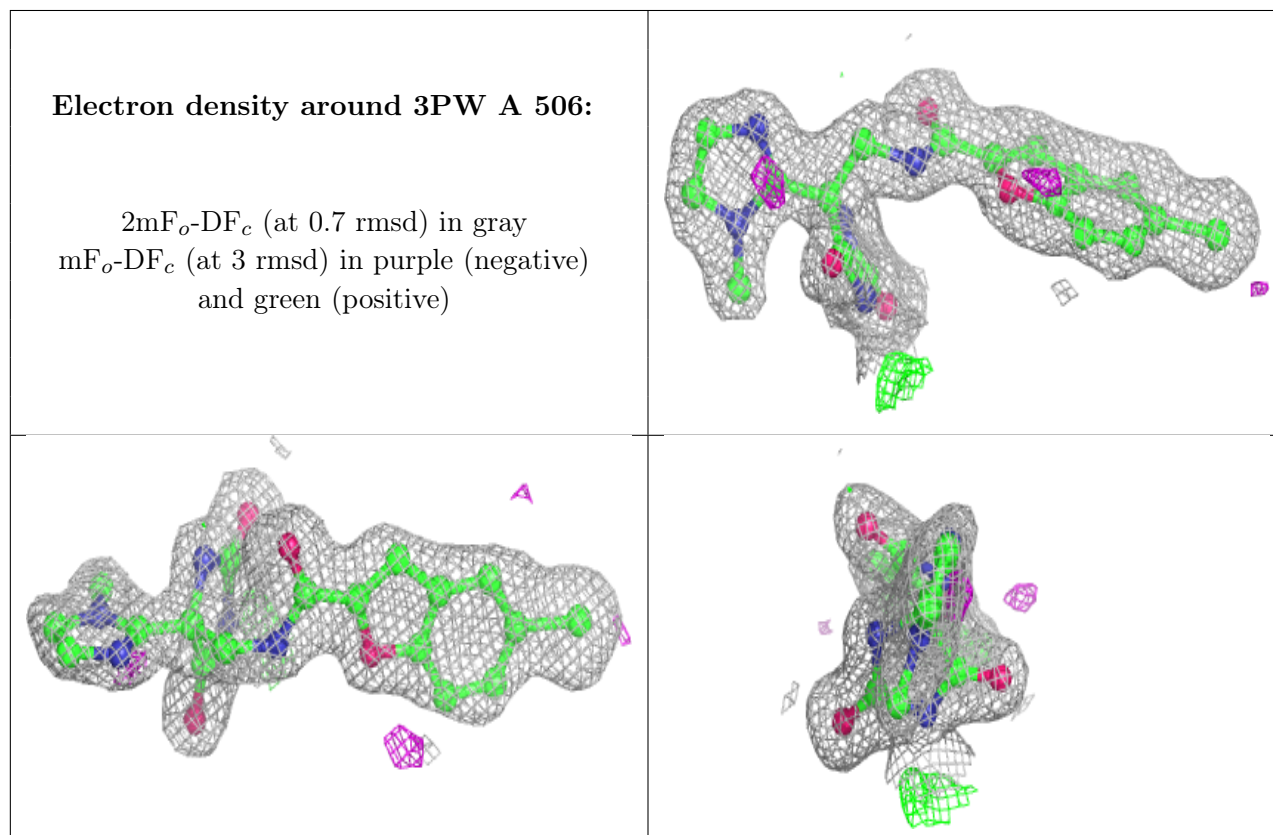 Electron density around 3PW A 506:
2mFo-DFc (at 0.7 rmsd) in gray
mFo-DFc (at 3 rmsd) in purple (negative)
and green (positive)